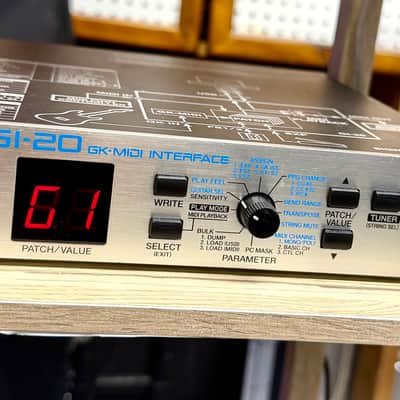 GI-20 GK-MIDI INTERFACE
01
PATCH/VALUE
WRITE
SELECT
(EXIT)
PLAY FEEL
GUITAR SEL
SENSITIVITY
PLAY MODE
MIDI PLAYBACK
BULK
1. DUMP
2. LOAD (USB)
3. LOAD (MIDI)
PC MASK
PARAMETER
ASSIGN
PRG CHANGE
BEND RANGE
TRANSPOSE
STRING MUTE
MIDI CHANNEL
1. MONO/POLY
2. BASIC CH
3. CTL CH
PATCH/
VALUE
TUNER
(STRING SEL)